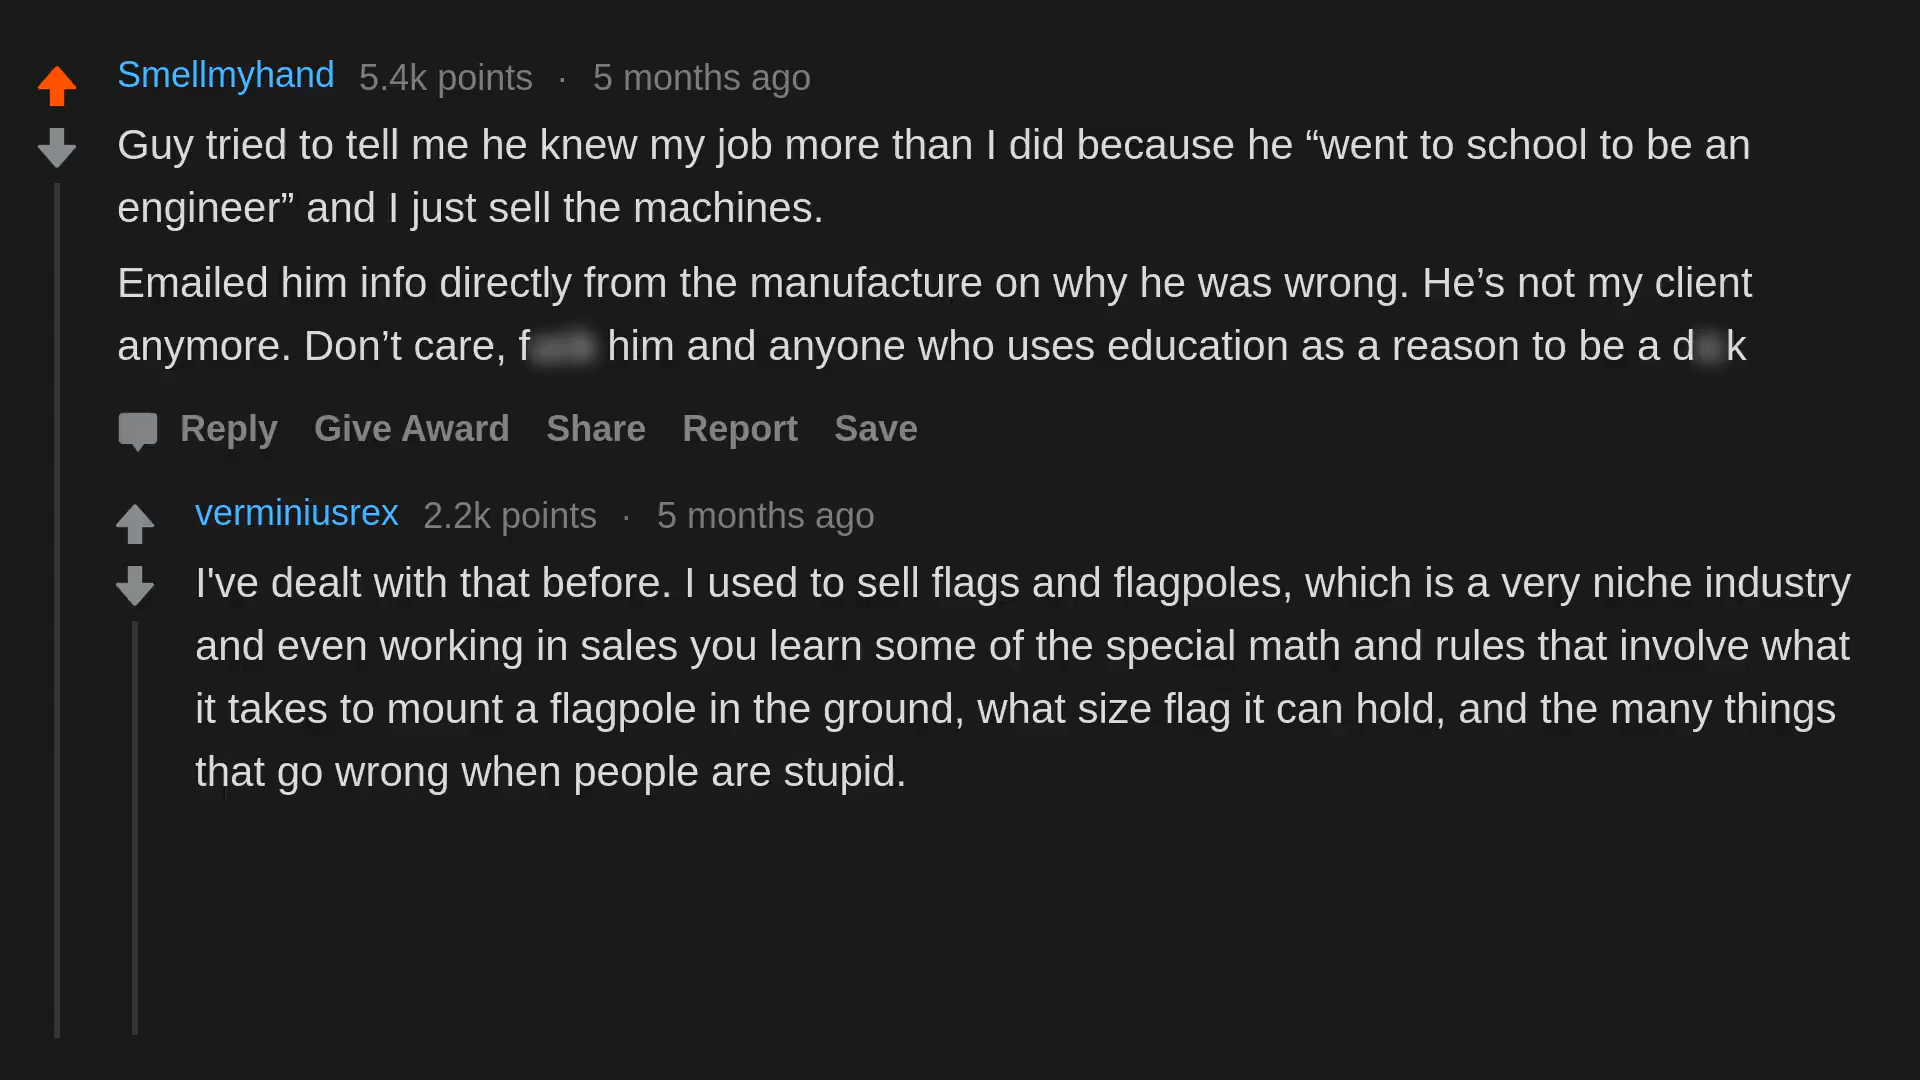 Smellmyhand 5.4k points · 5 months ago
Guy tried to tell me he knew my job more than I did because he “went to school to be an
engineer” and I just sell the machines.
Emailed him info directly from the manufacture on why he was wrong. He’s not my client
anymore. Don’t care, f him and anyone who uses education as a reason to be a d k
Reply Give Award Share Report Save
verminiusrex 2.2k points · 5 months ago
I've dealt with that before. I used to sell flags and flagpoles, which is a very niche industry
and even working in sales you learn some of the special math and rules that involve what
it takes to mount a flagpole in the ground, what size flag it can hold, and the many things
that go wrong when people are stupid.